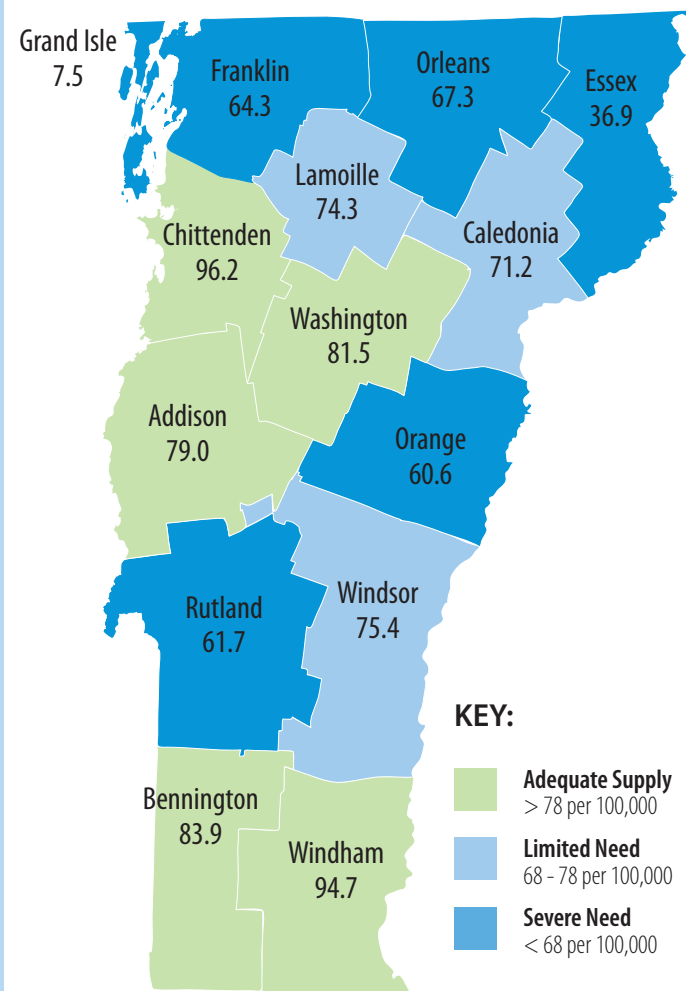 Grand Isle
7.5
Franklin
64.3
Orleans
67.3
Essex
36.9
Lamoille
74.3
Caledonia
71.2
Chittenden
96.2
Washington
81.5
Addison
79.0
Orange
60.6
Rutland
61.7
Windsor
75.4
Bennington
83.9
Windham
94.7
KEY:
Adequate Supply
> 78 per 100,000
Limited Need
68 - 78 per 100,000
Severe Need
< 68 per 100,000